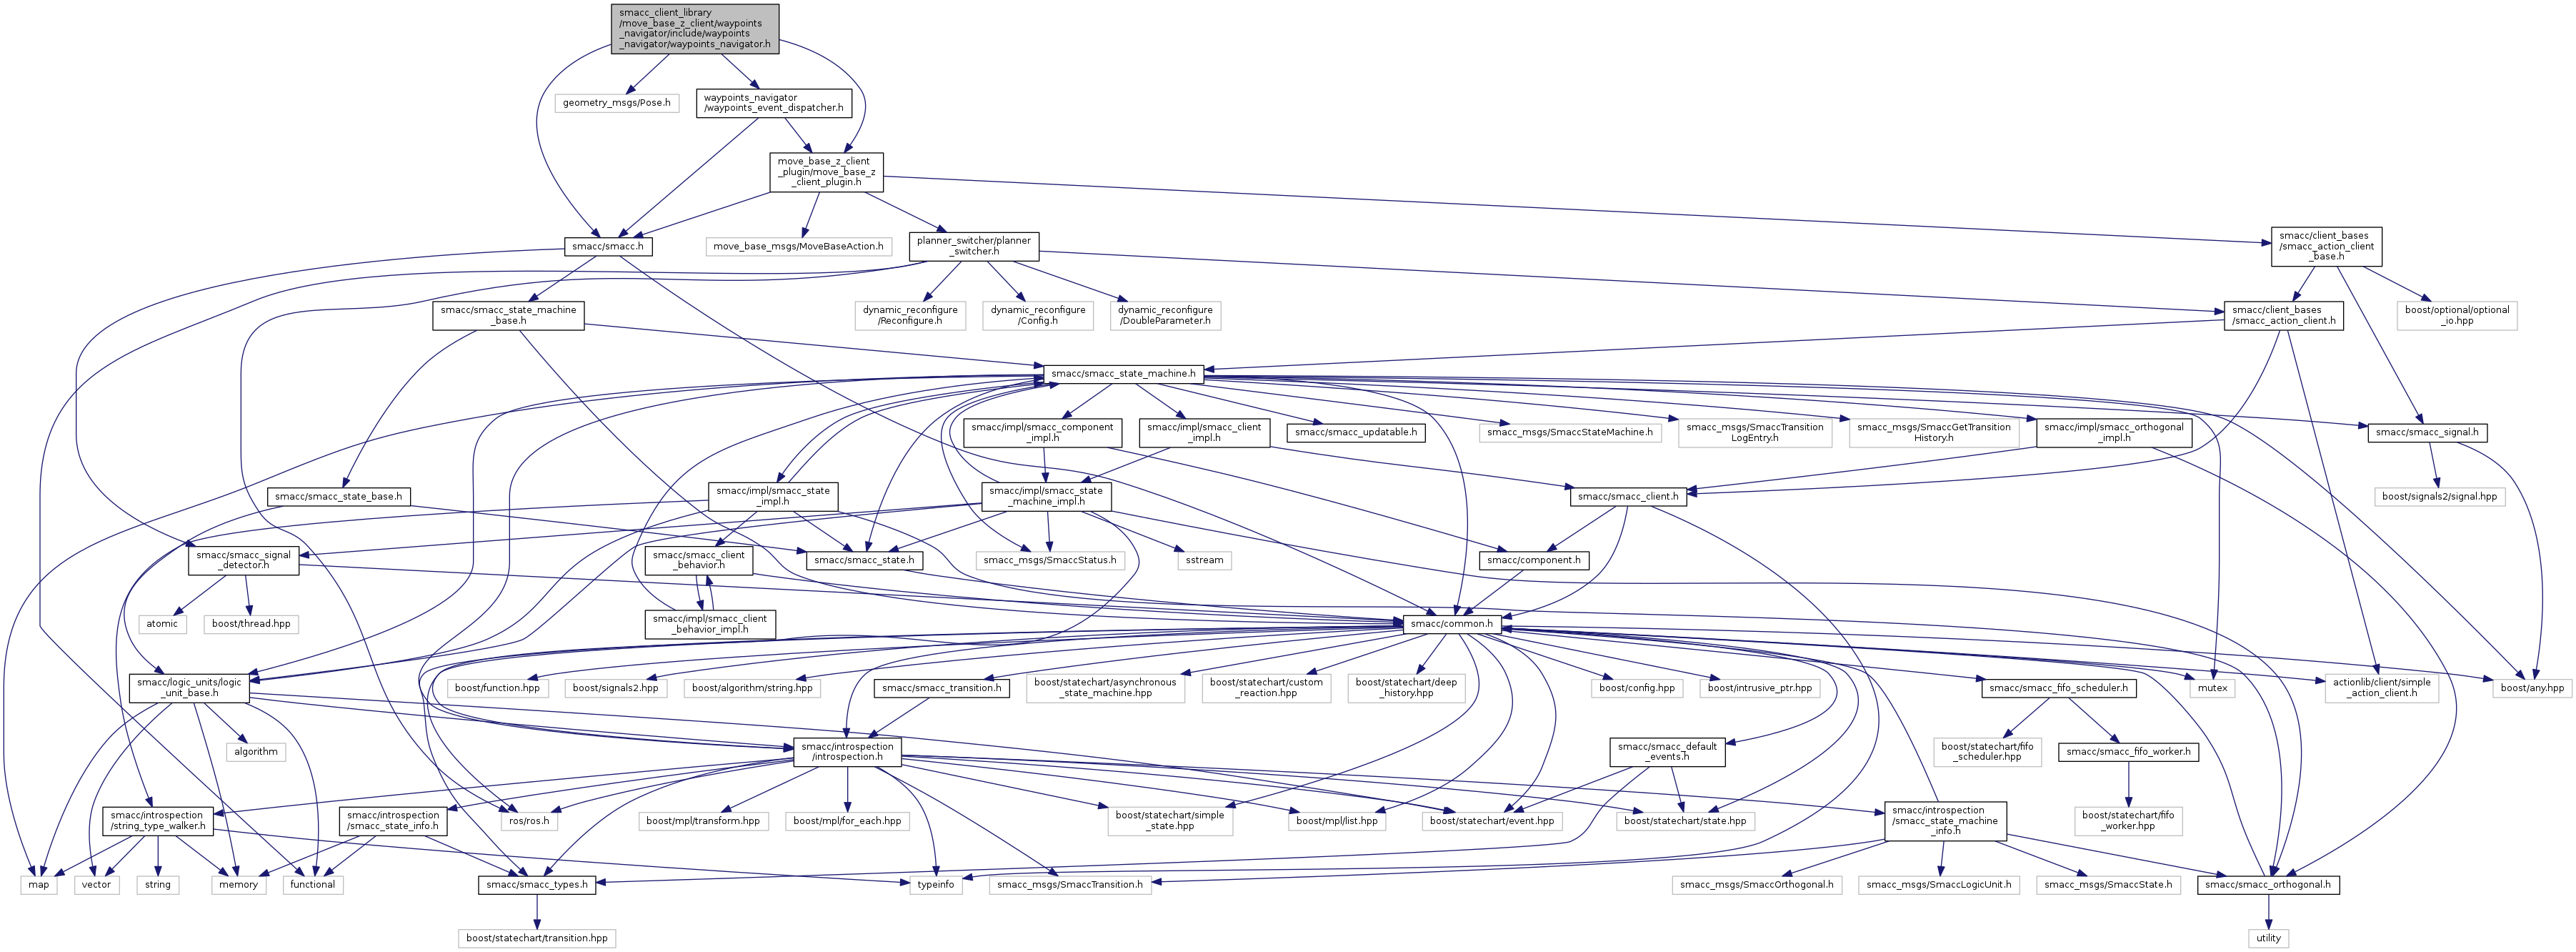 smacc_client_library
/move_base_z_client/waypoints
_navigator/include/waypoints
_navigator/waypoints_navigator.h
geometry_msgs/Pose.h
waypoints_navigator
/waypoints_event_dispatcher.h
move_base_z_client
_plugin/move_base_z
_client_plugin.h
smacc/smacc.h
move_base_msgs/MoveBaseAction.h
planner_switcher/planner
_switcher.h
smacc/client_bases
/smacc_action_client
_base.h
smacc/smacc_state_machine
_base.h
dynamic_reconfigure
/Reconfigure.h
dynamic_reconfigure
/Config.h
dynamic_reconfigure
/DoubleParameter.h
smacc/client_bases
/smacc_action_client.h
boost/optional/optional
_io.hpp
smacc/smacc_state_machine.h
smacc/impl/smacc_component
_impl.h
smacc/impl/smacc_client
_impl.h
smacc/smacc_updatable.h
smacc_msgs/SmaccStateMachine.h
smacc_msgs/SmaccTransition
LogEntry.h
smacc_msgs/SmaccGetTransition
History.h
smacc/impl/smacc_orthogonal
_impl.h
smacc/smacc_signal.h
smacc/smacc_state_base.h
smacc/impl/smacc_state
_impl.h
smacc/impl/smacc_state
_machine_impl.h
smacc/smacc_client.h
boost/signals2/signal.hpp
smacc/smacc_signal
_detector.h
smacc/smacc_client
_behavior.h
smacc/smacc_state.h
smacc_msgs/SmaccStatus.h
sstream
smacc/component.h
atomic
boost/thread.hpp
smacc/impl/smacc_client
_behavior_impl.h
smacc/common.h
smacc/logic_units/logic
_unit_base.h
boost/function.hpp
boost/signals2.hpp
boost/algorithm/string.hpp
smacc/smacc_transition.h
boost/statechart/asynchronous
_state_machine.hpp
boost/statechart/custom
_reaction.hpp
boost/statechart/deep
_history.hpp
boost/config.hpp
boost/intrusive_ptr.hpp
smacc/smacc_fifo_scheduler.h
mutex
actionlib/client/simple
_action_client.h
boost/any.hpp
algorithm
smacc/introspection
/introspection.h
smacc/smacc_default
_events.h
boost/statechart/fifo
_scheduler.hpp
smacc/smacc_fifo_worker.h
smacc/introspection
/string_type_walker.h
smacc/introspection
/smacc_state_info.h
ros/ros.h
boost/mpl/transform.hpp
boost/mpl/for_each.hpp
boost/statechart/simple
_state.hpp
boost/mpl/list.hpp
boost/statechart/event.hpp
boost/statechart/state.hpp
smacc/introspection
/smacc_state_machine
_info.h
boost/statechart/fifo
_worker.hpp
map
vector
string
memory
functional
smacc/smacc_types.h
typeinfo
smacc_msgs/SmaccTransition.h
smacc_msgs/SmaccOrthogonal.h
smacc_msgs/SmaccLogicUnit.h
smacc_msgs/SmaccState.h
smacc/smacc_orthogonal.h
boost/statechart/transition.hpp
utility